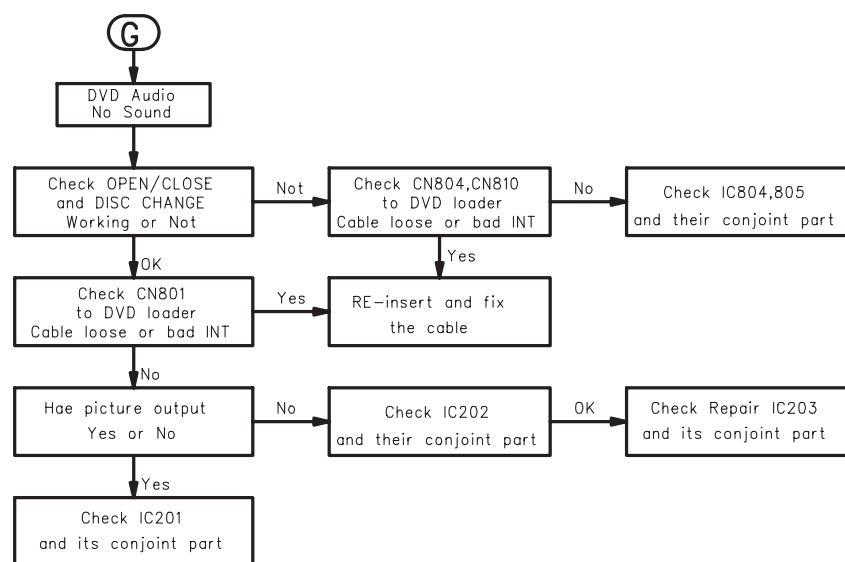 G
DVD Audio
No Sound
Check OPEN/CLOSE
and DISC CHANGE
Working or Not
Not
Check CN804,CN810
to DVD loader
Cable loose or bad INT
No
Check IC804,805
and their conjoint part
OK
Yes
Check CN801
to DVD loader
Cable loose or bad INT
Yes
RE-insert and fix
the cable
No
Hae picture output
Yes or No
No
Check IC202
and their conjoint part
OK
Check Repair IC203
and its conjoint part
Yes
Check IC201
and its conjoint part